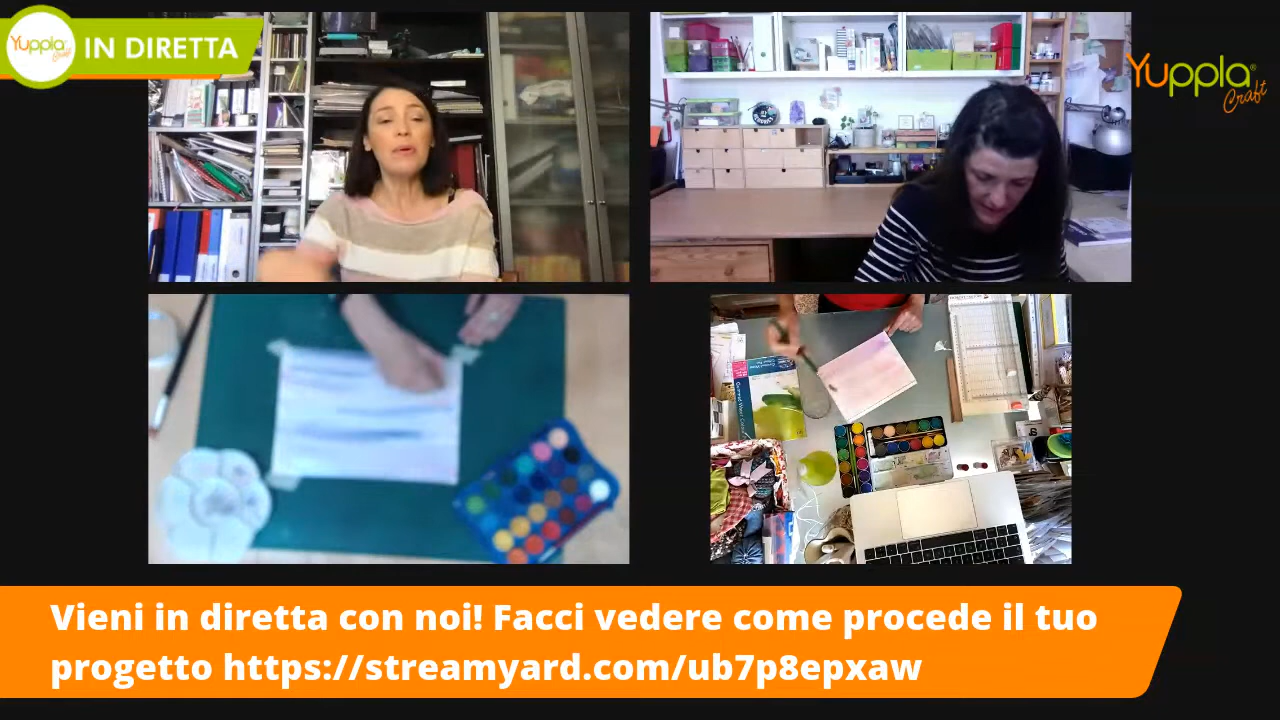 Yuppla
Craft
IN DIRETTA
Yuppla®
Craft
Vieni in diretta con noi! Facci vedere come procede il tuo
progetto https://streamyard.com/ub7p8epxaw